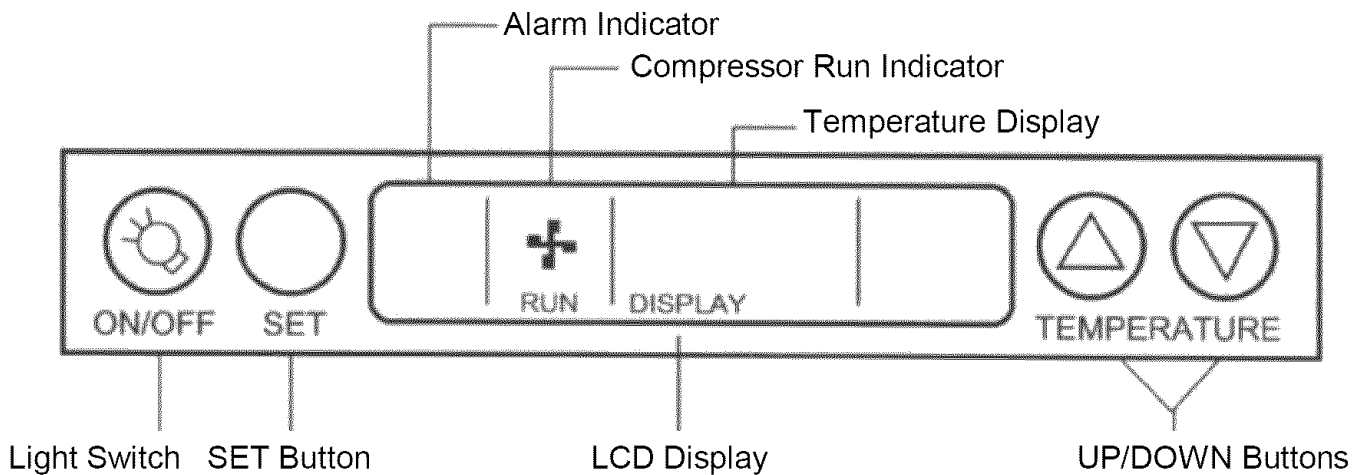 Alarm Indicator
Compressor Run Indicator
Temperature Display
RUN DISPLAY
ON/OFF SET TEMPERATURE
Light Switch SET Button LCD Display UP/DOWN Buttons